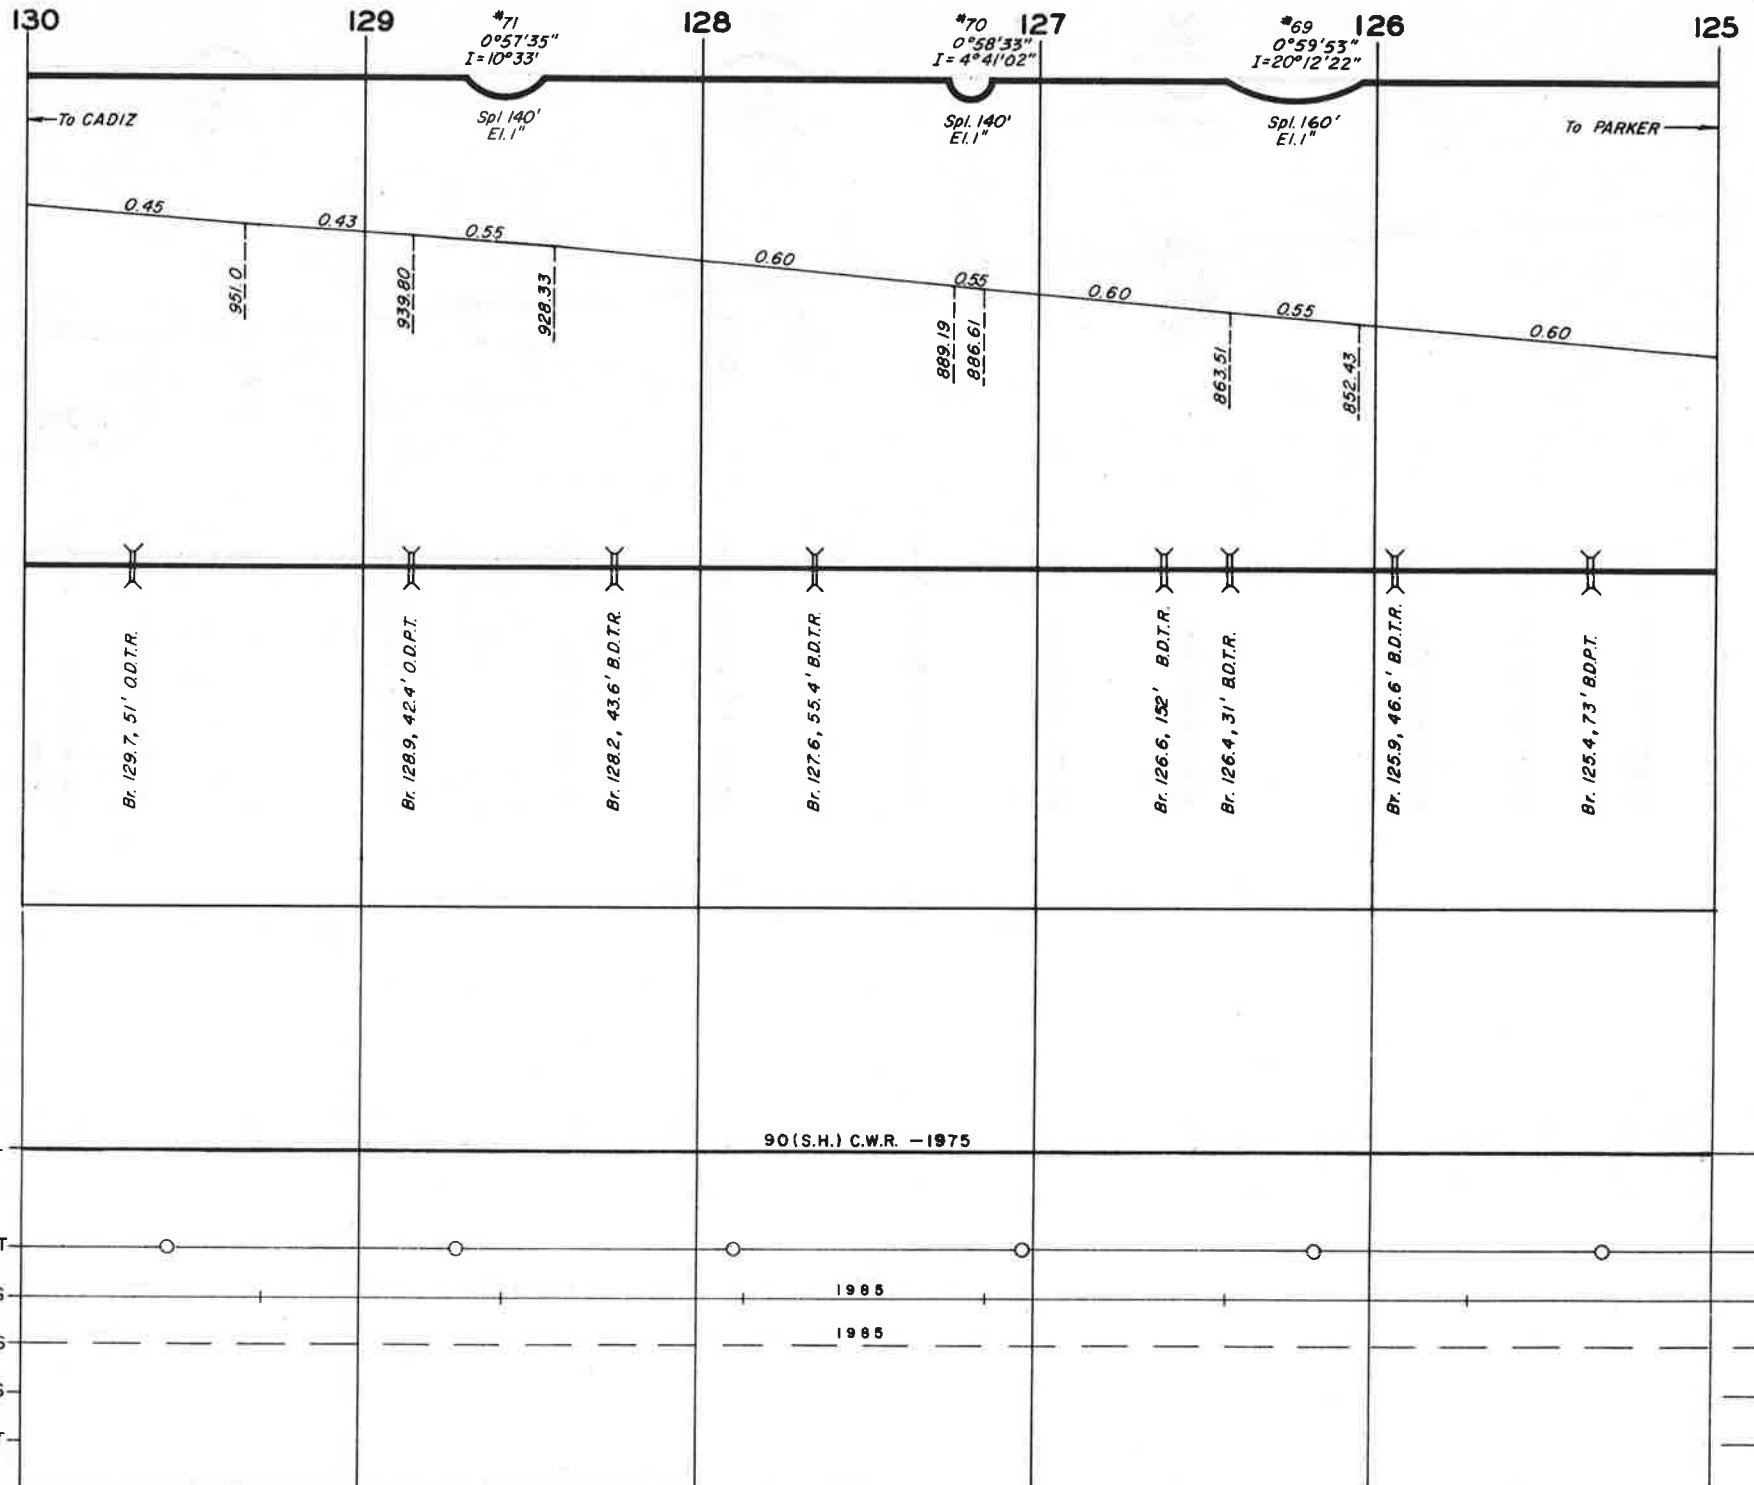 130
129
128
127
126
125
#71
0°57'35"
I=10°33'
#70
0°58'33"
I=4°41'02"
#69
0°59'53"
I=20°12'22"
To CADIZ
Spl. 140'
El. 1"
Spl. 140'
El. 1"
Spl. 160'
El. 1"
To PARKER
0.45
0.43
0.55
0.60
0.55
0.60
0.55
0.60
951.0
939.80
928.33
889.19
886.61
863.51
852.43
Br. 129.7, 51' O.D.T.R.
Br. 128.9, 42.4' O.D.P.T.
Br. 128.2, 43.6' B.D.T.R.
Br. 127.6, 55.4' B.D.T.R.
Br. 126.6, 152' B.D.T.R.
Br. 126.4, 31' B.D.T.R.
Br. 125.9, 46.6' B.D.T.R.
Br. 125.4, 73' B.D.P.T.
90(S.H.) C.W.R. -1975
T
S
1985
S
1985
S
T